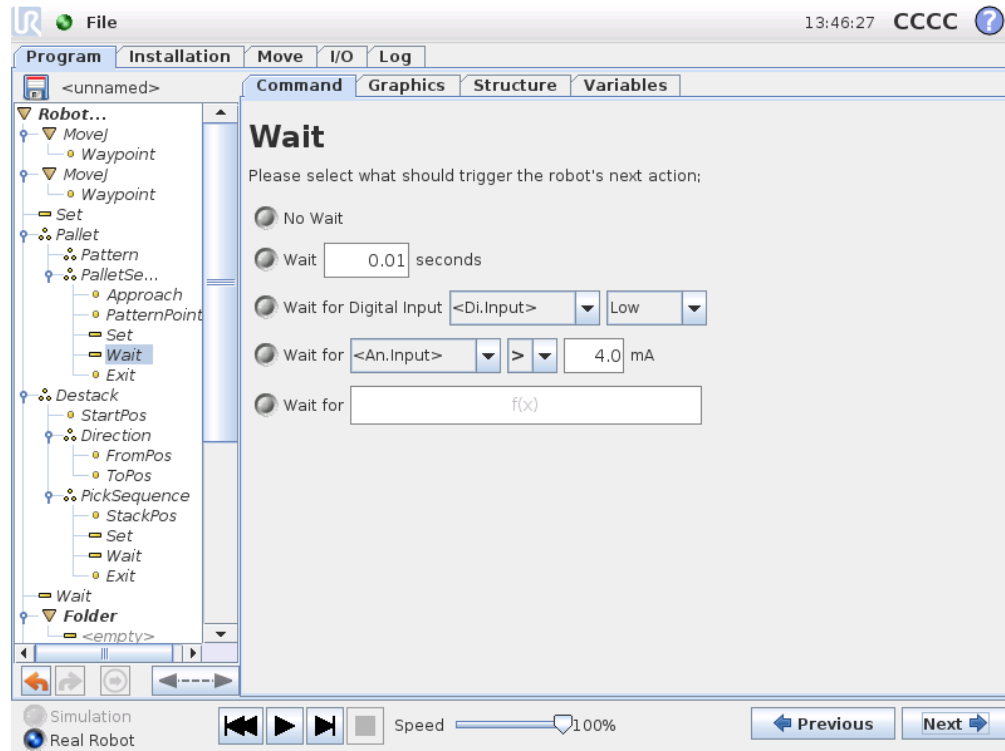 UR File 13:46:27 CCCC ?
Program Installation Move I/O Log
<unnamed> Command Graphics Structure Variables
Robot...
MoveJ
Waypoint
MoveJ
Waypoint
Set
Pallet
Pattern
PalletSe...
Approach
PatternPoint
Set
Wait
Exit
Destack
StartPos
Direction
FromPos
ToPos
PickSequence
StackPos
Set
Wait
Exit
Wait
Folder
<empty>
Wait
Please select what should trigger the robot's next action;
No Wait
Wait 0.01 seconds
Wait for Digital Input <Di.Input> Low
Wait for <An.Input> > 4.0 mA
Wait for f(x)
Simulation
Real Robot
Speed 100%
Previous Next